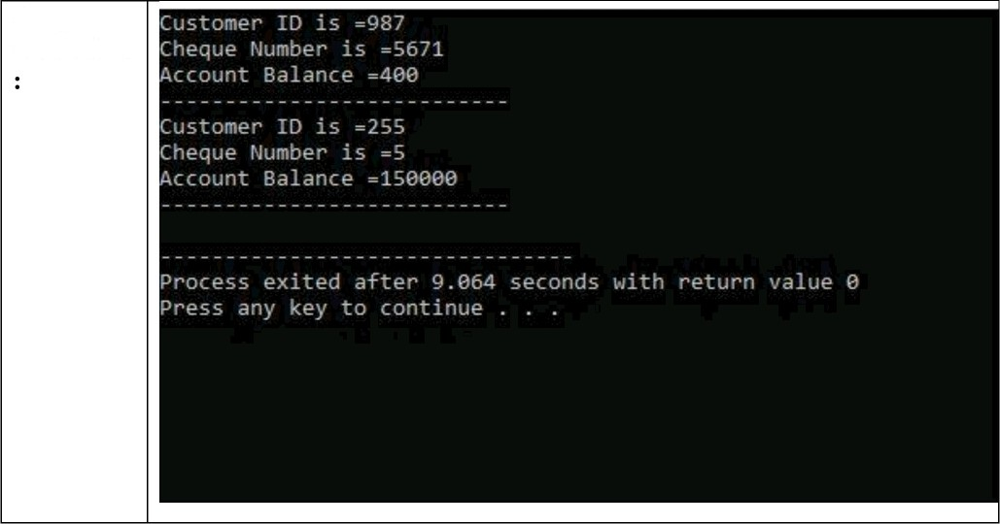 :
Customer ID is =987
Cheque Number is =5671
Account Balance =400
---------------------------
Customer ID is =255
Cheque Number is =5
Account Balance =150000
---------------------------

--------------------------------
Process exited after 9.064 seconds with return value 0
Press any key to continue . . .